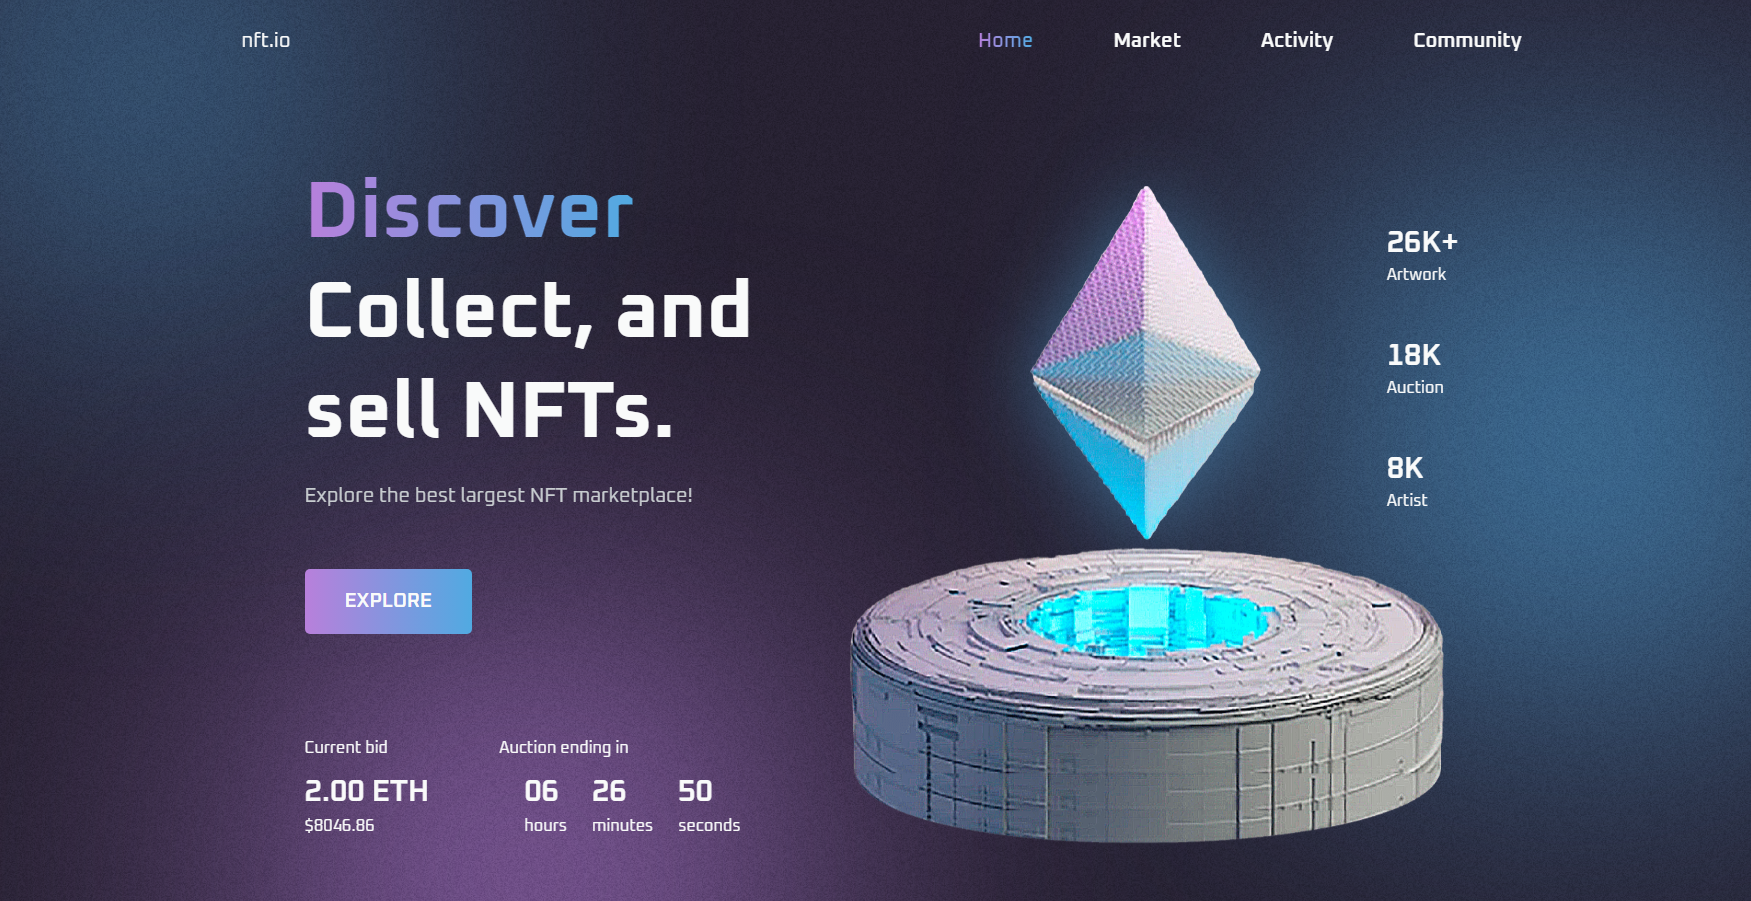 nft.io
Home Market Activity Community
Discover
Collect, and
sell NFTs.
Explore the best largest NFT marketplace!
EXPLORE
26K+
Artwork
18K
Auction
8K
Artist
Current bid
2.00 ETH
$8046.86
Auction ending in
06 26 50
hours minutes seconds